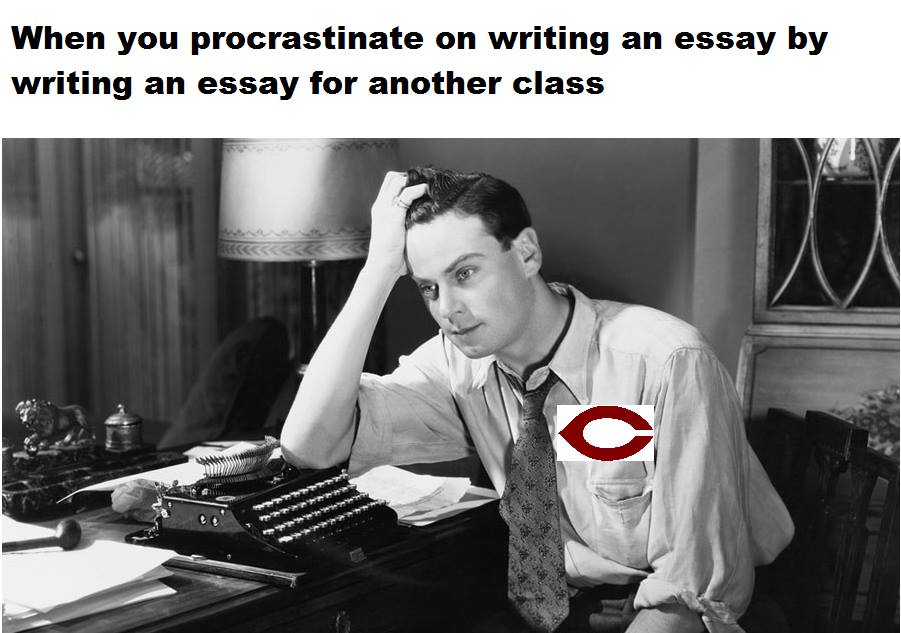 When you procrastinate on writing an essay by
writing an essay for another class
C